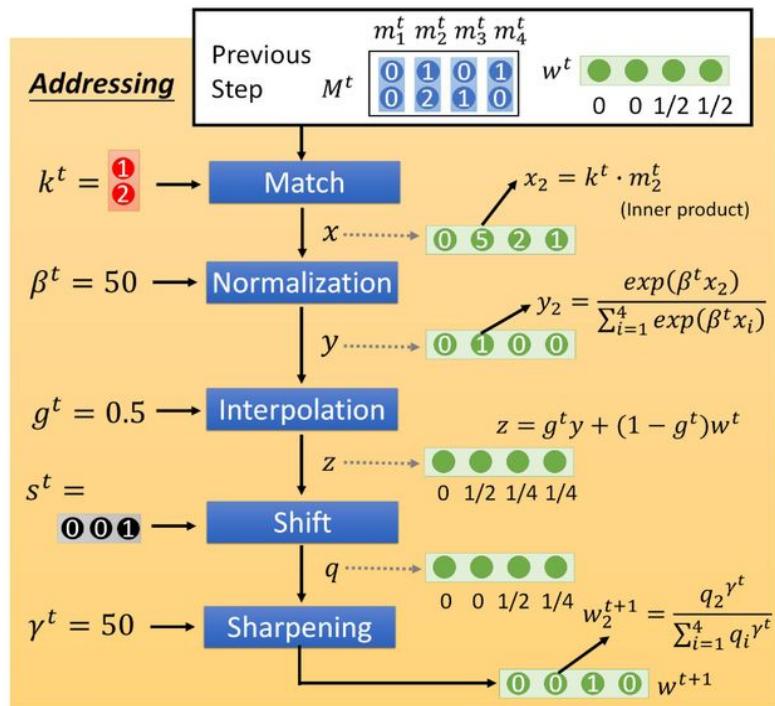 m_1^t m_2^t m_3^t m_4^t
Previous
Step
M^t
0 1 0 1
0 2 1 0
w^t
0 0 1/2 1/2
Addressing
k^t =
1
2
Match
x_2 = k^t · m_2^t
(Inner product)
x
0 5 2 1
β^t = 50
Normalization
y_2 = exp(β^t x_2) / ∑_{i=1}^4 exp(β^t x_i)
y
0 1 0 0
g^t = 0.5
Interpolation
z = g^t y + (1 − g^t)w^t
z
0 1/2 1/4 1/4
s^t =
0 0 1
Shift
q
0 0 1/2 1/4
γ^t = 50
Sharpening
w_2^{t+1} = q_2^{γ^t} / ∑_{i=1}^4 q_i^{γ^t}
0 0 1 0
w^{t+1}